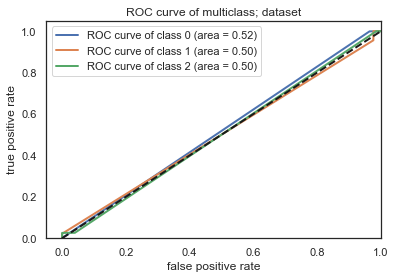 ROC curve of multiclass; dataset
ROC curve of class 0 (area = 0.52)
ROC curve of class 1 (area = 0.50)
ROC curve of class 2 (area = 0.50)
true positive rate
1.0
0.8
0.6
0.4
0.2
0.0
0.0 0.2 0.4 0.6 0.8 1.0
false positive rate